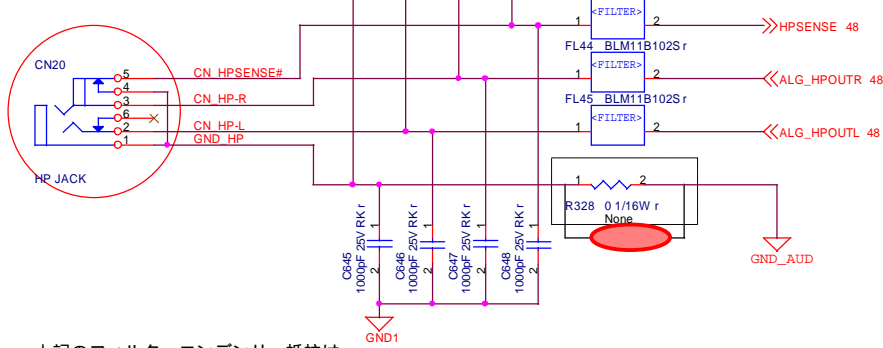 <FILTER>
1 2
HPSENSE 48
FL44 BLM11B102S r
CN20
<FILTER>
5
CN_HPSENSE#
1 2
ALG_HPOUTR 48
4
3
CN_HP-R
FL45 BLM11B102S r
6
<FILTER>
2
CN_HP-L
1 2
ALG_HPOUTL 48
1
GND_HP
HP JACK
1 2
R328 0 1/16W r
None
C645
1000pF 25V RK r
1
2
C646
1000pF 25V RK r
1
2
C647
1000pF 25V RK r
1
2
C648
1000pF 25V RK r
1
2
GND_AUD
GND1